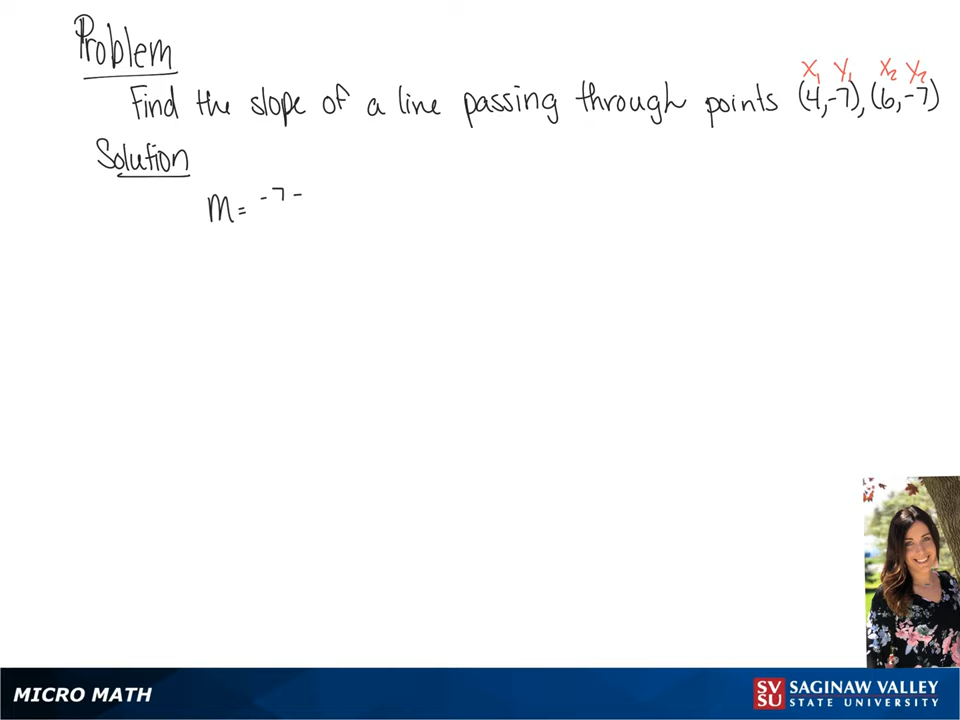 Problem
x₁ y₁ x₂ y₂
Find the slope of a line passing through points (4,-7), (6,-7)
Solution
M= -7 -
MICRO MATH
SV SU SAGINAW VALLEY
STATE UNIVERSITY